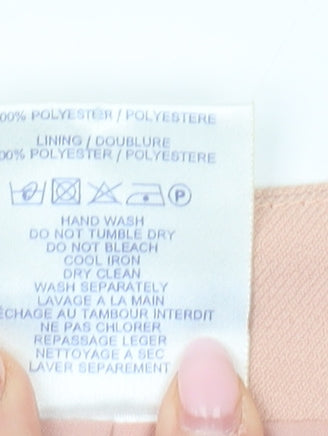 00% POLYESTER / POLYESTERE
LINING / DOUBLURE
00% POLYESTER / POLYESTERE
P
HAND WASH
DO NOT TUMBLE DRY
DO NOT BLEACH
COOL IRON
DRY CLEAN
WASH SEPARATELY
LAVAGE A LA MAIN
ÉCHAGE AU TAMBOUR INTERDIT
NE PAS CHLORER
REPASSAGE LEGER
NETTOYAGE A SEC
LAVER SEPAREMENT